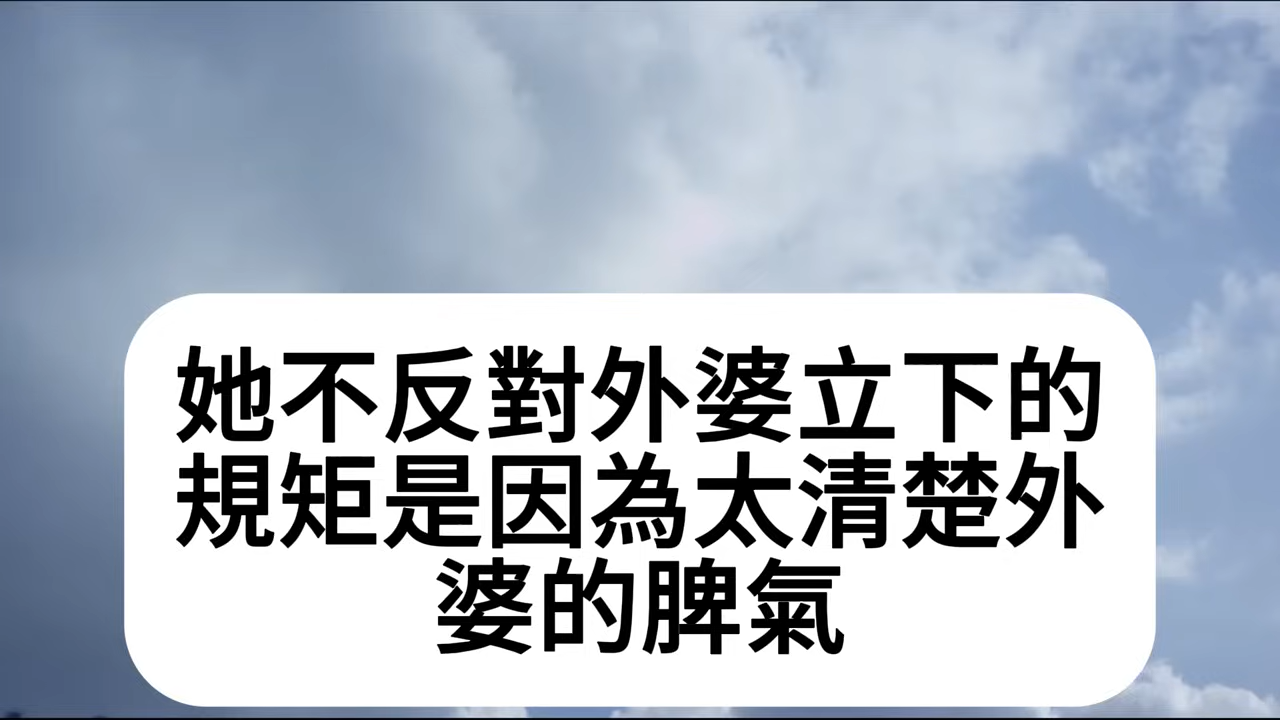 她不反對外婆立下的
規矩是因為太清楚外
婆的脾氣